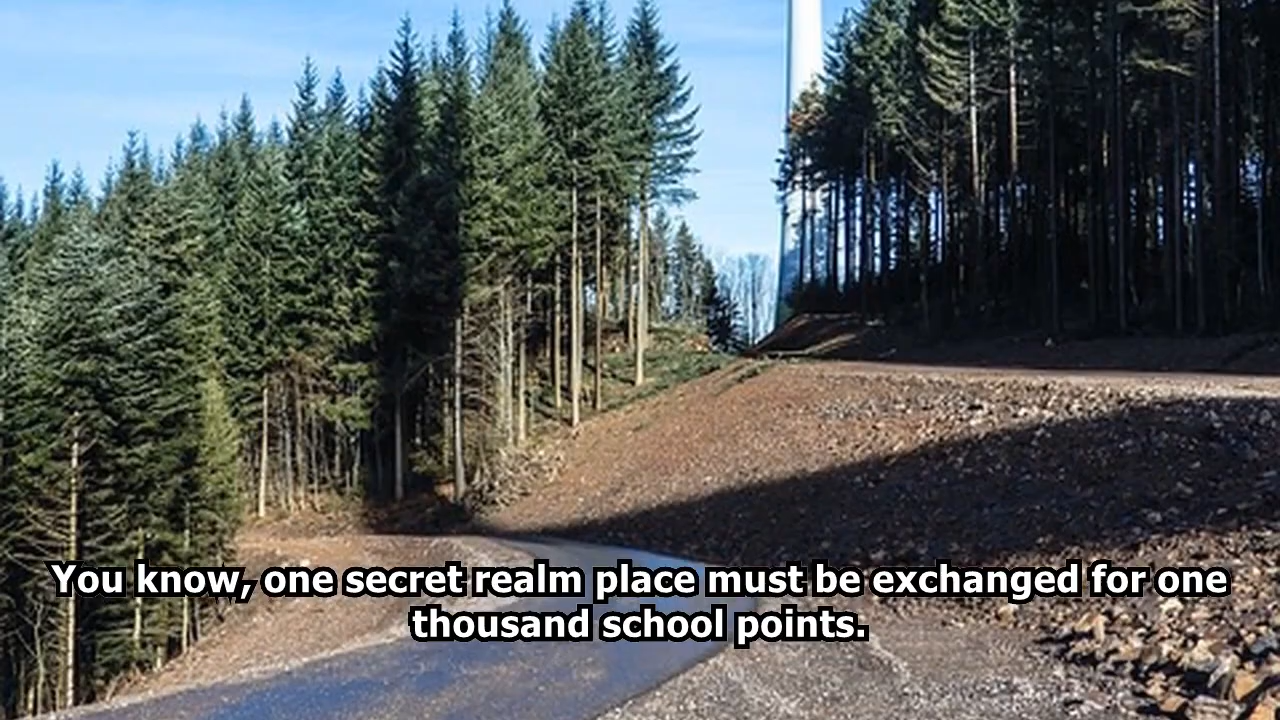 You know, one secret realm place must be exchanged for one
thousand school points.